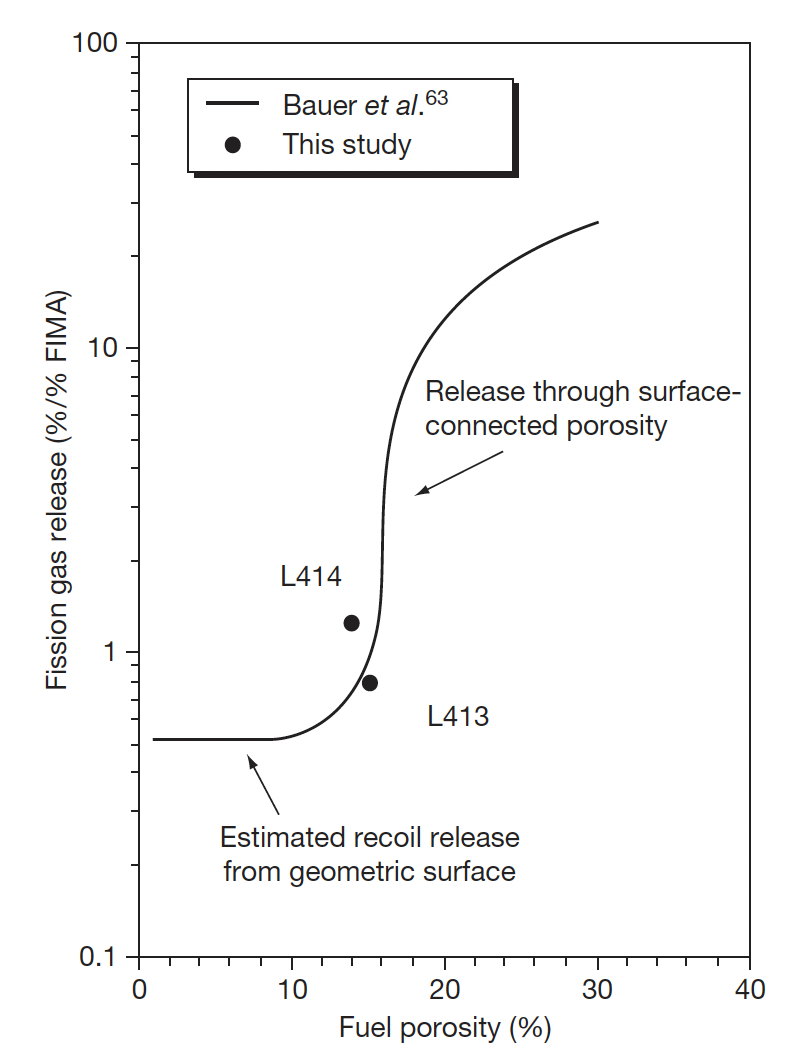 100
Bauer et al.63
This study
10
Release through surface-
connected porosity
Fission gas release (%/% FIMA)
L414
1
L413
Estimated recoil release
from geometric surface
0.1
0 10 20 30 40
Fuel porosity (%)